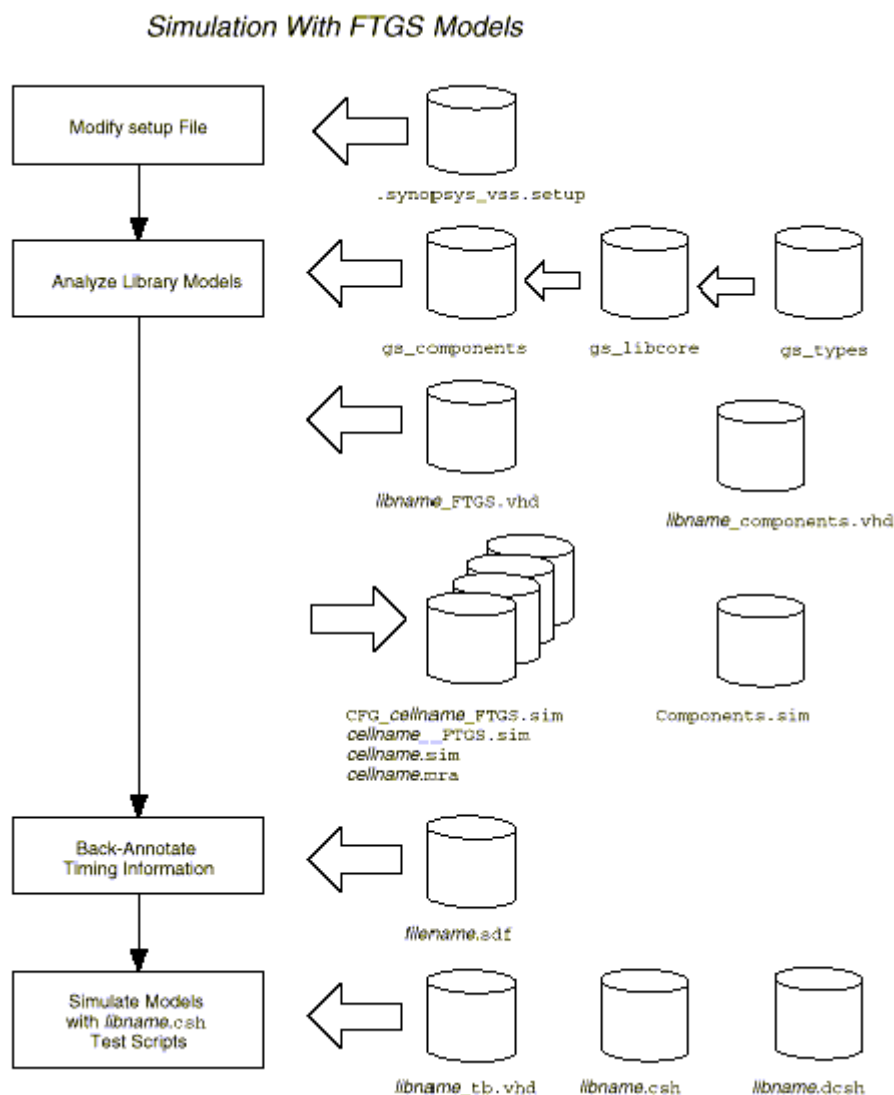 Simulation With FTGS Models
Modify setup File
.synopsys_vss.setup
Analyze Library Models
gs_components
gs_libcore
gs_types
libname_FTGS.vhd
libname_components.vhd
CFG_cellname_FTGS.sim
cellname__FTGS.sim
cellname.sim
cellname.mra
Components.sim
Back-Annotate
Timing Information
filename.sdf
Simulate Models
with libname.csh
Test Scripts
libname_tb.vhd
libname.csh
libname.dcsh